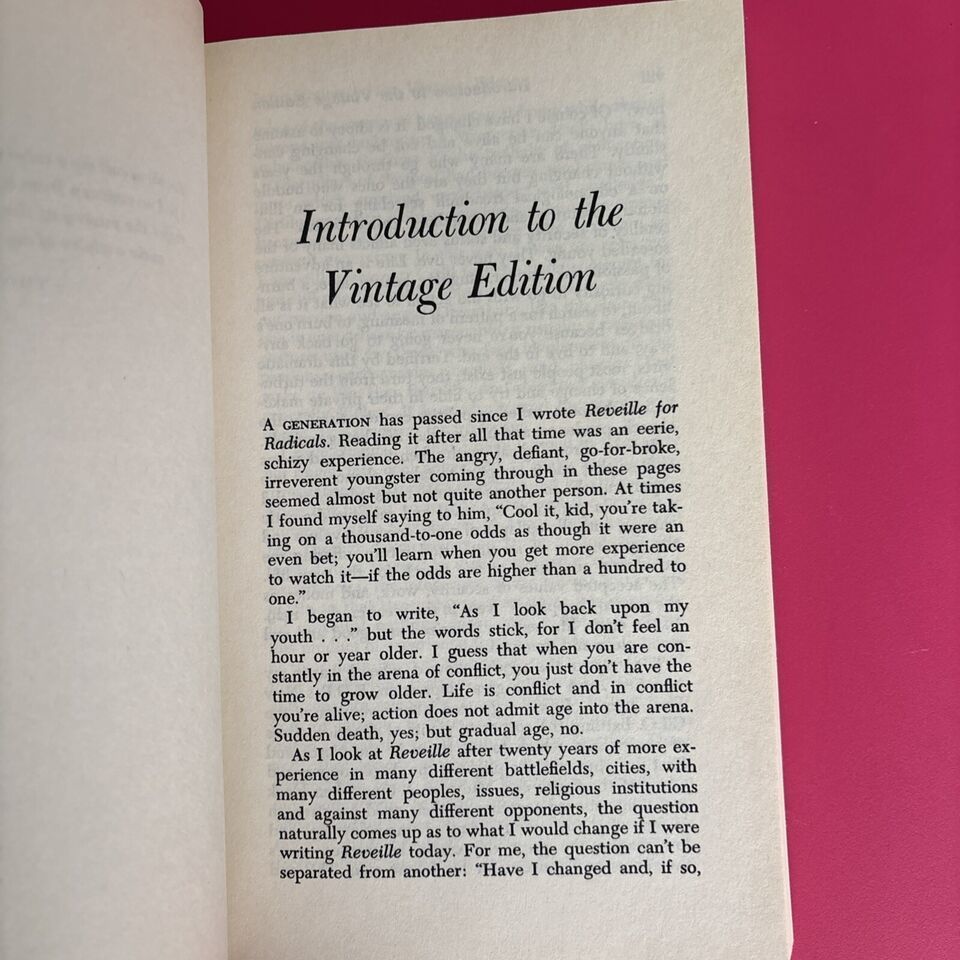 Introduction to the
Vintage Edition
A GENERATION has passed since I wrote Reveille for
Radicals. Reading it after all that time was an eerie,
schizy experience. The angry, defiant, go-for-broke,
irreverent youngster coming through in these pages
seemed almost but not quite another person. At times
I found myself saying to him, “Cool it, kid, you’re tak-
ing on a thousand-to-one odds as though it were an
even bet; you’ll learn when you get more experience
to watch it—if the odds are higher than a hundred to
one.”
I began to write, “As I look back upon my
youth . . .” but the words stick, for I don’t feel an
hour or year older. I guess that when you are con-
stantly in the arena of conflict, you just don’t have the
time to grow older. Life is conflict and in conflict
you’re alive; action does not admit age into the arena.
Sudden death, yes; but gradual age, no.
As I look at Reveille after twenty years of more ex-
perience in many different battlefields, cities, with
many different peoples, issues, religious institutions
and against many different opponents, the question
naturally comes up as to what I would change if I were
writing Reveille today. For me, the question can’t be
separated from another: “Have I changed and, if so,